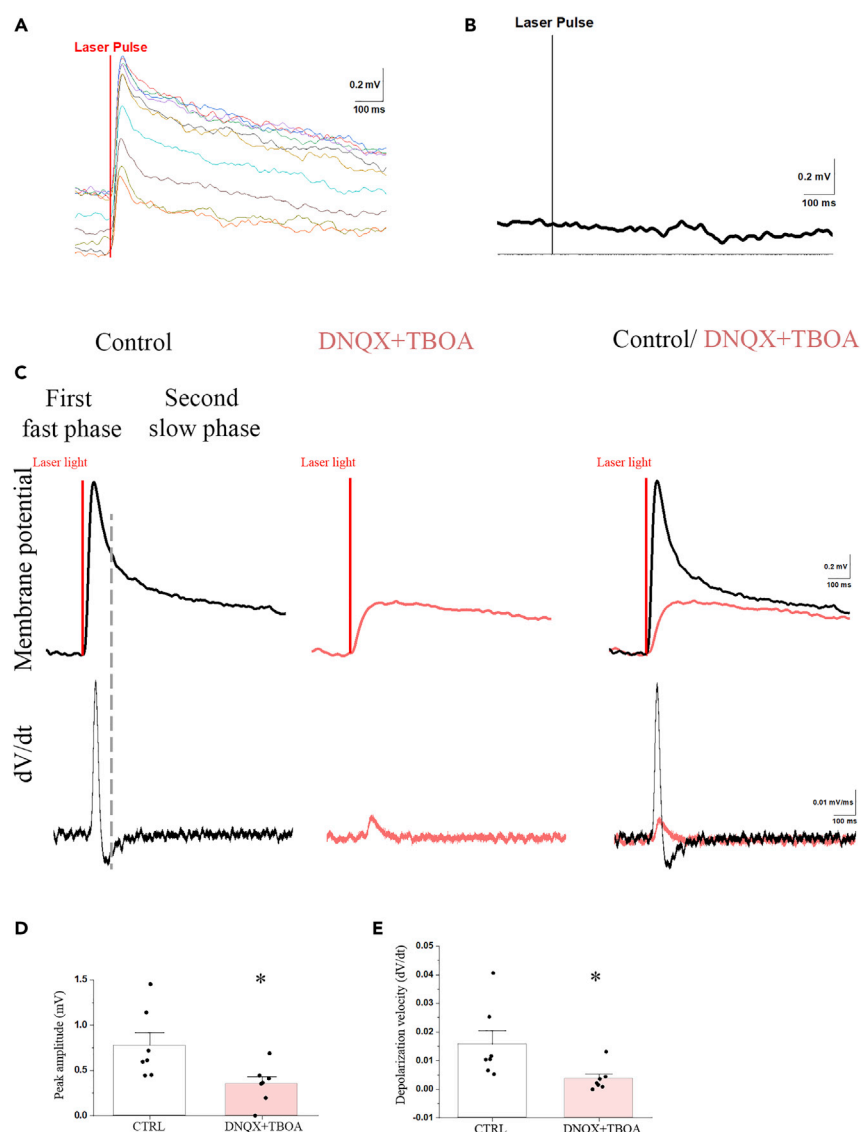 A
Laser Pulse
0.2 mV
100 ms
B
Laser Pulse
0.2 mV
100 ms
Control
DNQX+TBOA
Control/ DNQX+TBOA
C
First
fast phase
Second
slow phase
Membrane potential
Laser light
Laser light
Laser light
0.2 mV
100 ms
dV/dt
0.01 mV/ms
100 ms
D
Peak amplitude (mV)
1.5
1.0
0.5
0.0
*
CTRL
DNQX+TBOA
E
Depolarization velocity (dV/dt)
0.05
0.04
0.03
0.02
0.01
0.00
-0.01
*
CTRL
DNQX+TBOA